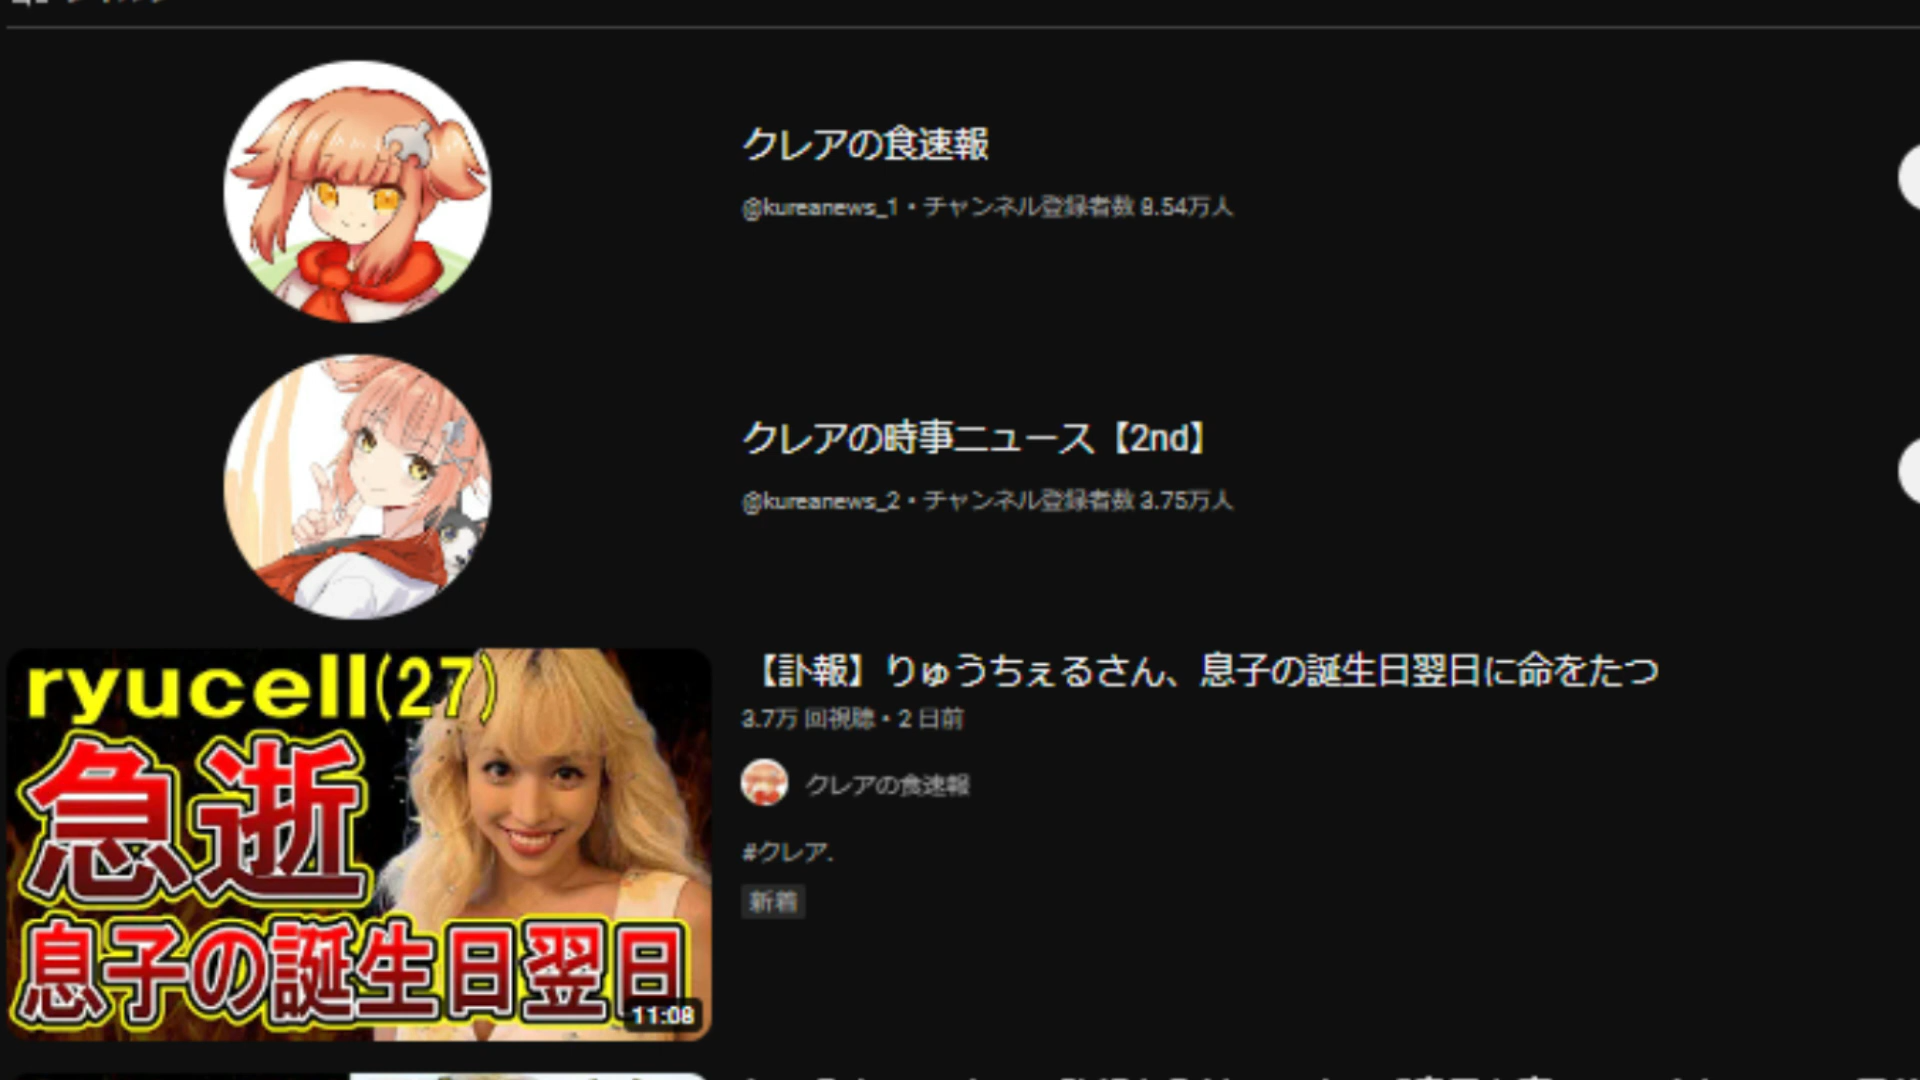 クレアの食速報
@kureanews_1・チャンネル登録者数 8.54万人
クレアの時事ニュース【2nd】
@kureanews_2・チャンネル登録者数 3.75万人
ryucell(27)
急逝
息子の誕生日翌日
11:08
【訃報】りゅうちぇるさん、息子の誕生日翌日に命をたつ
3.7万 回視聴・2 日前
クレアの食速報
#クレア.
新着